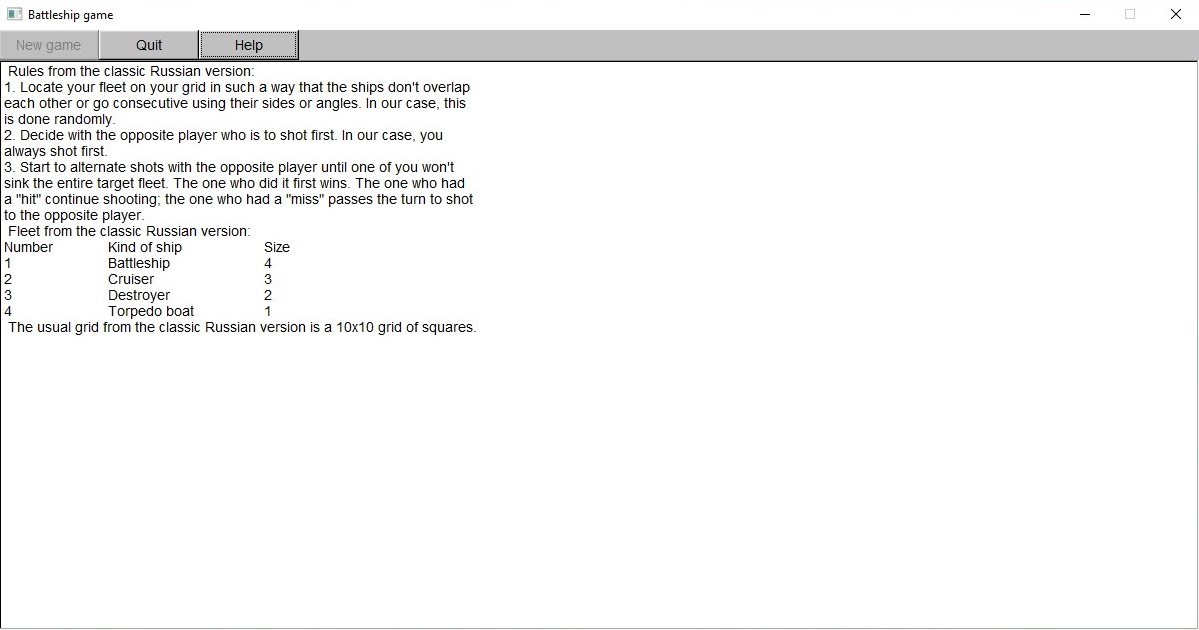 Battleship game
New game Quit Help
Rules from the classic Russian version:
1. Locate your fleet on your grid in such a way that the ships don't overlap
each other or go consecutive using their sides or angles. In our case, this
is done randomly.
2. Decide with the opposite player who is to shot first. In our case, you
always shot first.
3. Start to alternate shots with the opposite player until one of you won't
sink the entire target fleet. The one who did it first wins. The one who had
a "hit" continue shooting; the one who had a "miss" passes the turn to shot
to the opposite player.
Fleet from the classic Russian version:
Number Kind of ship Size
1 Battleship 4
2 Cruiser 3
3 Destroyer 2
4 Torpedo boat 1
The usual grid from the classic Russian version is a 10x10 grid of squares.